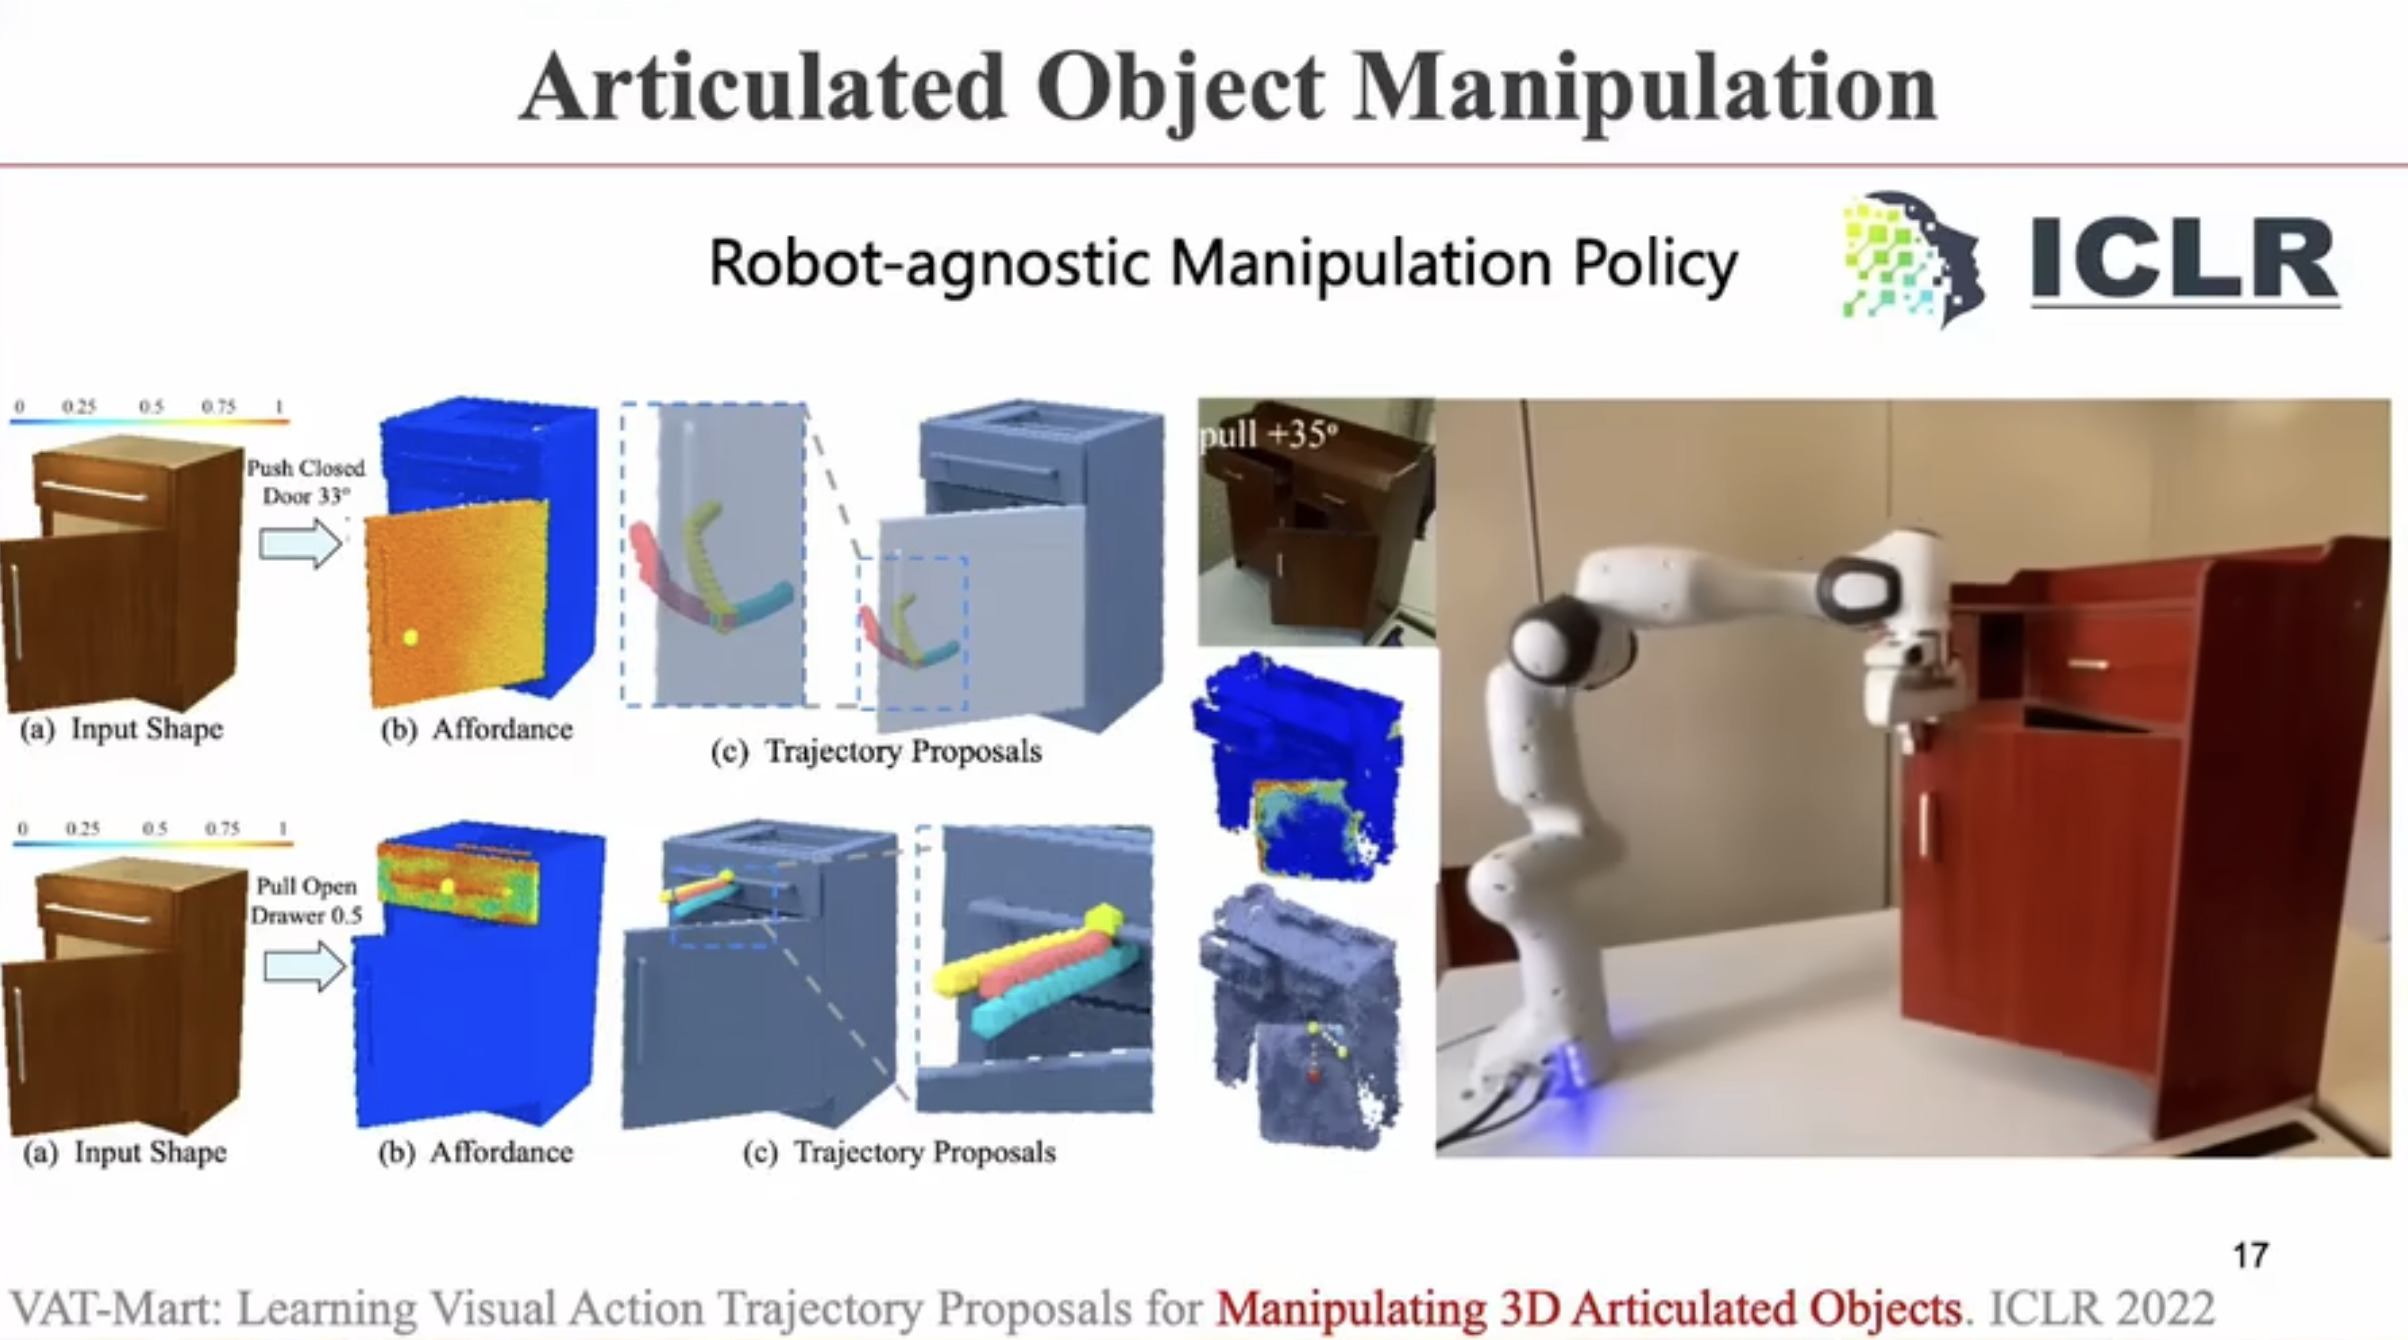 Articulated Object Manipulation
Robot-agnostic Manipulation Policy
ICLR
0 0.25 0.5 0.75 1
Push Closed
Door 33°
(a) Input Shape
(b) Affordance
(c) Trajectory Proposals
pull +35°
0 0.25 0.5 0.75 1
Pull Open
Drawer 0.5
(a) Input Shape
(b) Affordance
(c) Trajectory Proposals
17
VAT-Mart: Learning Visual Action Trajectory Proposals for Manipulating 3D Articulated Objects. ICLR 2022